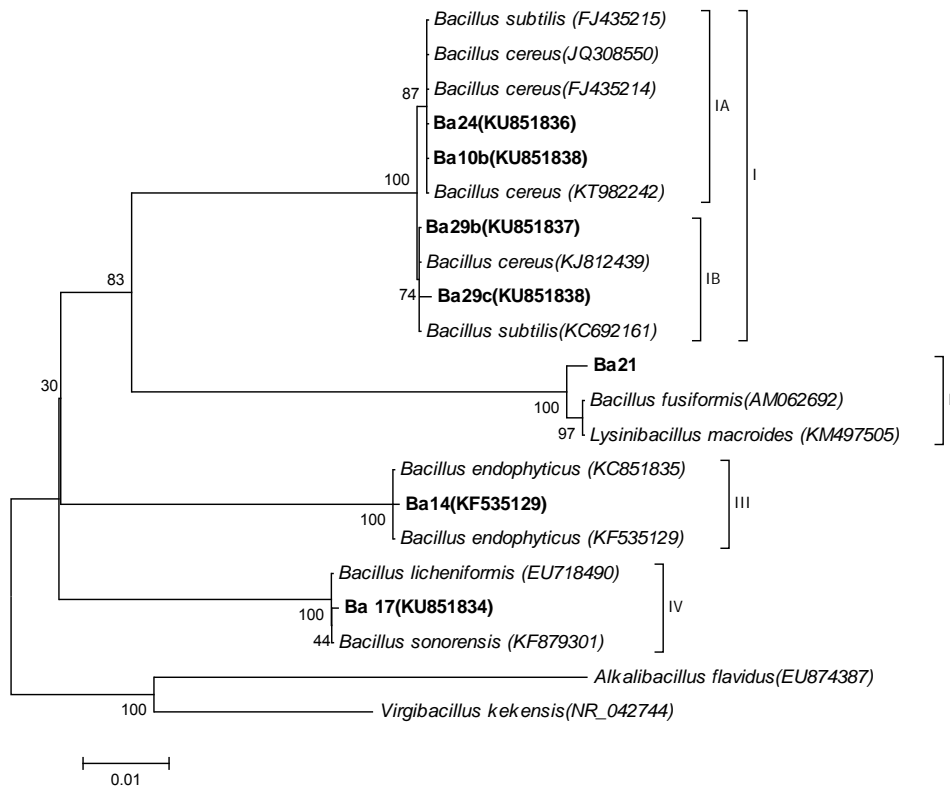 Bacillus subtilis (FJ435215)
Bacillus cereus(JQ308550)
87
Bacillus cereus(FJ435214)
IA
Ba24(KU851836)
Ba10b(KU851838)
100
I
Bacillus cereus (KT982242)
Ba29b(KU851837)
83
Bacillus cereus(KJ812439)
IB
74
Ba29c(KU851838)
Bacillus subtilis(KC692161)
Ba21
30
Bacillus fusiformis(AM062692)
100
97
Lysinibacillus macroides (KM497505)
Bacillus endophyticus (KC851835)
Ba14(KF535129)
III
100
Bacillus endophyticus (KF535129)
Bacillus licheniformis (EU718490)
100
Ba 17(KU851834)
IV
44
Bacillus sonorensis (KF879301)
Alkalibacillus flavidus(EU874387)
100
Virgibacillus kekensis(NR_042744)
0.01